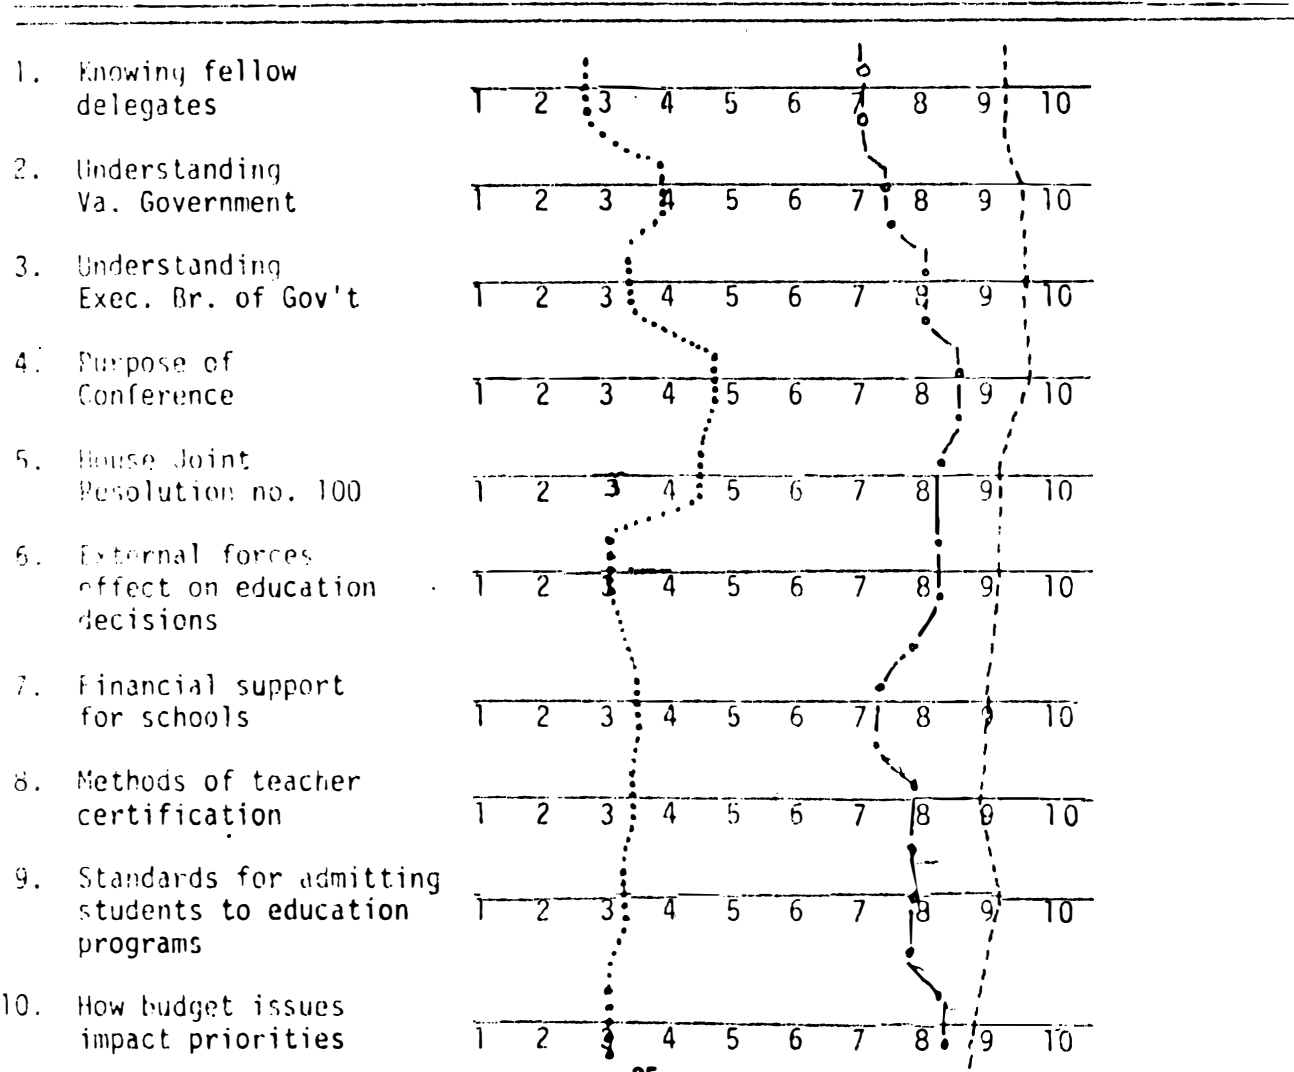 1. Knowing fellow
delegates
1 2 3 4 5 6 7 8 9 10
2. Understanding
Va. Government
1 2 3 4 5 6 7 8 9 10
3. Understanding
Exec. Br. of Gov't
1 2 3 4 5 6 7 8 9 10
4. Purpose of
Conference
1 2 3 4 5 6 7 8 9 10
5. House Joint
Resolution no. 100
1 2 3 4 5 6 7 8 9 10
6. External forces
effect on education
1 2 3 4 5 6 7 8 9 10
decisions
7. Financial support
for schools
1 2 3 4 5 6 7 8 9 10
8. Methods of teacher
certification
1 2 3 4 5 6 7 8 9 10
9. Standards for admitting
students to education
1 2 3 4 5 6 7 8 9 10
programs
10. How budget issues
impact priorities
1 2 3 4 5 6 7 8 9 10